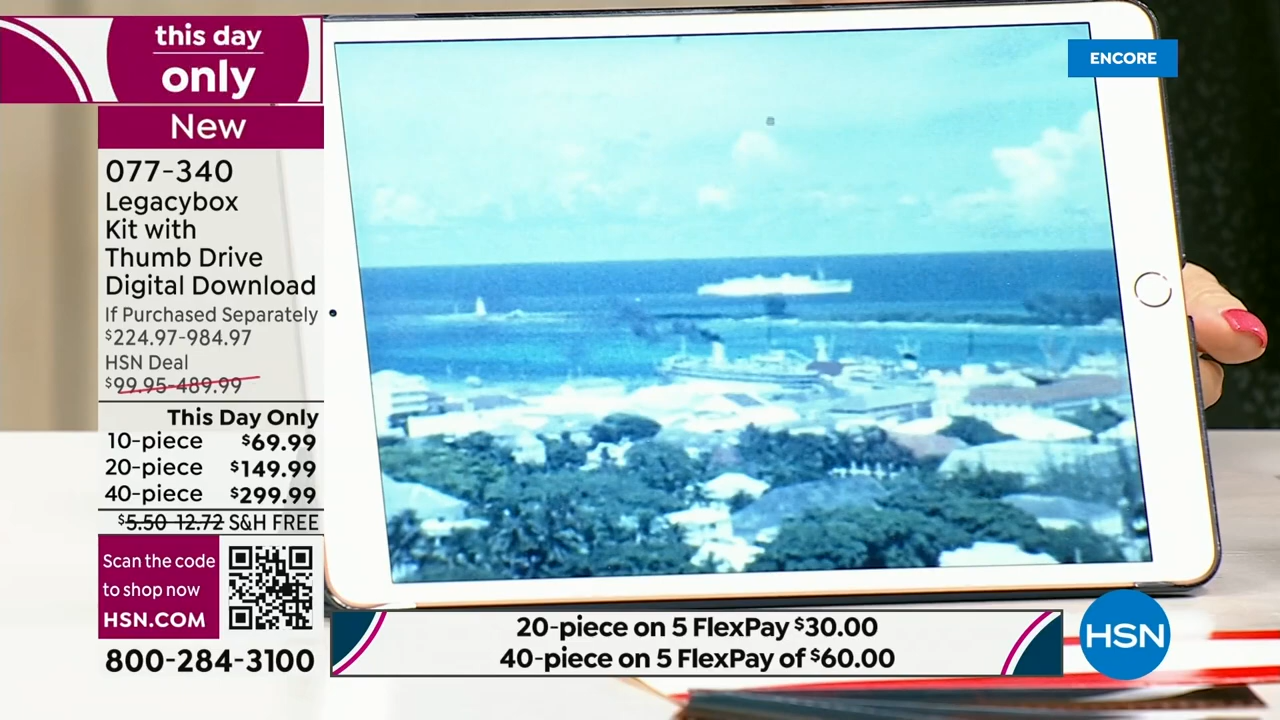 this day
only
New
077-340
Legacybox
Kit with
Thumb Drive
Digital Download
If Purchased Separately
$224.97-984.97
HSN Deal
$99.95-489.99
This Day Only
10-piece $69.99
20-piece $149.99
40-piece $299.99
$5.50-12.72 S&H FREE
Scan the code
to shop now
HSN.COM
800-284-3100
ENCORE
20-piece on 5 FlexPay $30.00
40-piece on 5 FlexPay of $60.00
HSN